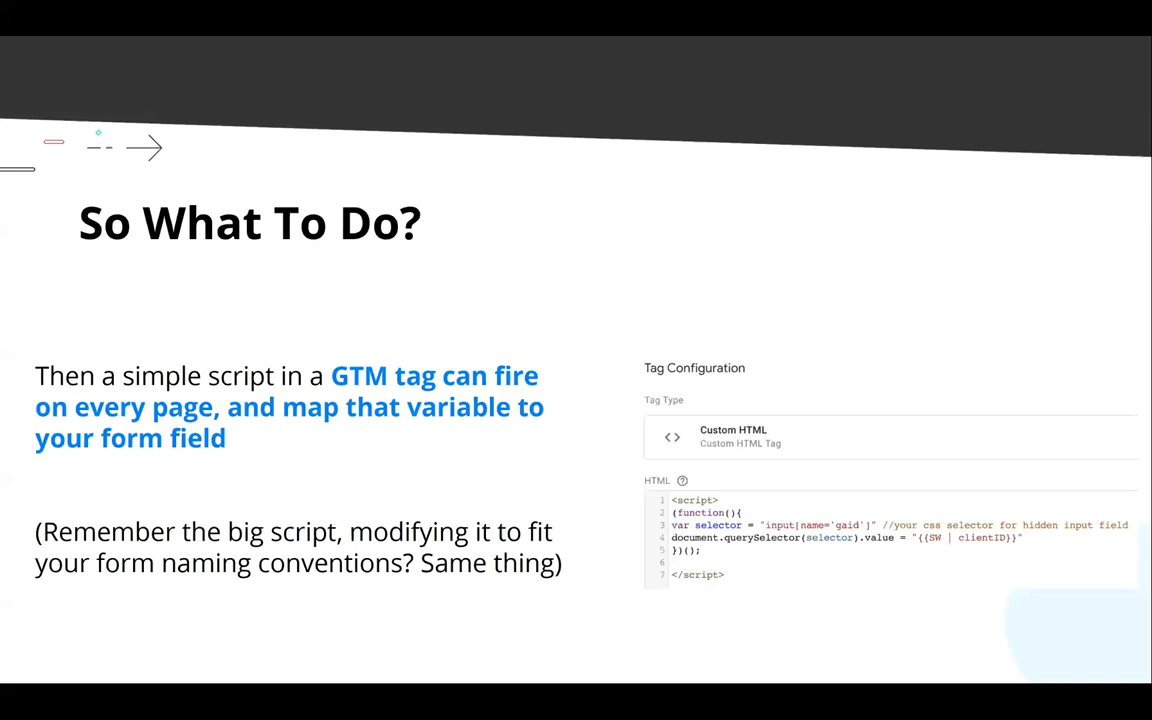 So What To Do?
Then a simple script in a GTM tag can fire
on every page, and map that variable to
your form field
(Remember the big script, modifying it to fit
your form naming conventions? Same thing)
Tag Configuration
Tag Type
<> Custom HTML
Custom HTML Tag
HTML ?
1 <script>
2 (function(){
3 var selector = "input[name='gaid']" //your css selector for hidden input field
4 document.querySelector(selector).value = "{{SW | clientID}}"
5 })();
6
7 </script>